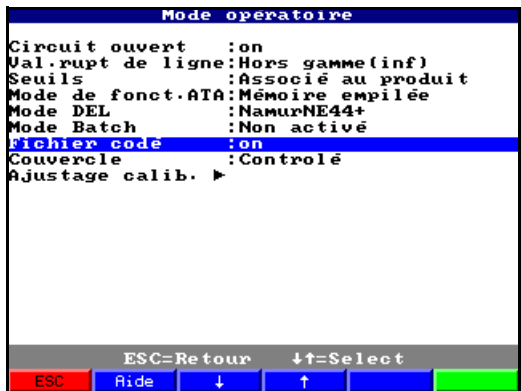 Mode opératoire
Circuit ouvert :on
Val.rupt de ligne:Hors gamme(inf)
Seuils :Associé au produit
Mode de fonct.ATA:Mémoire empilée
Mode DEL :NamurNE44+
Mode Batch :Non activé
Fichier codé :on
Couvercle :Controlé
Ajustage calib. ►
ESC=Retour ↓↑=Select
ESC Aide ↓ ↑